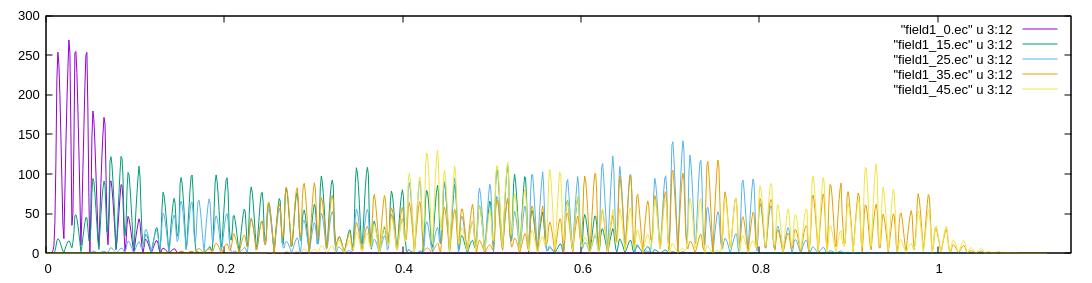 300
250
200
150
100
50
0
0
0.2
0.4
0.6
0.8
1
"field1_0.ec" u 3:12
"field1_15.ec" u 3:12
"field1_25.ec" u 3:12
"field1_35.ec" u 3:12
"field1_45.ec" u 3:12